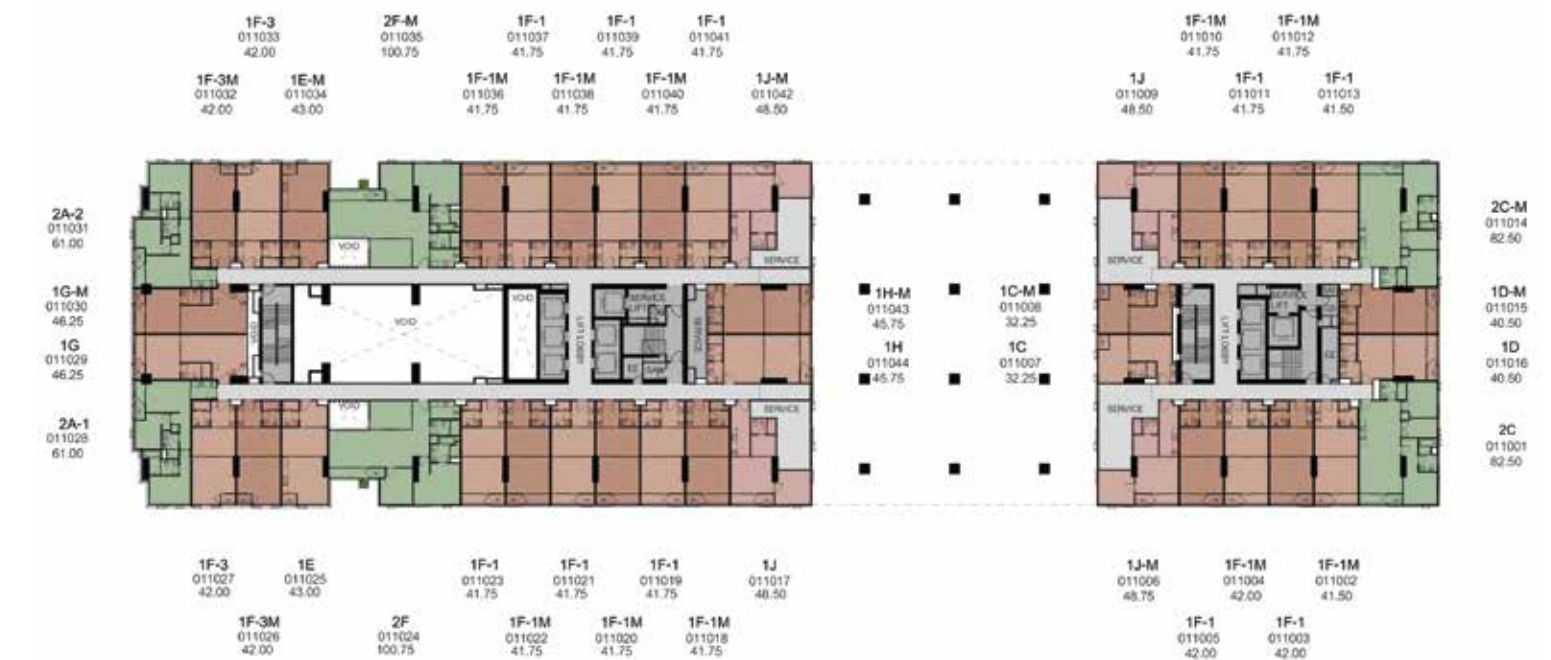 1F-3
011033
42.00
2F-M
011035
100.75
1F-1
011037
41.75
1F-1
011039
41.75
1F-1
011041
41.75
1F-1M
011010
41.75
1F-1M
011012
41.75
1F-3M
011032
42.00
1E-M
011034
43.00
1F-1M
011036
41.75
1F-1M
011038
41.75
1F-1M
011040
41.75
1J-M
011042
48.50
1J
011009
48.50
1F-1
011011
41.75
1F-1
011013
41.50
2A-2
011031
61.00
VOID
SERVICE
SERVICE
2C-M
011014
82.50
1G-M
011030
46.25
1G
011029
46.25
VOID
VOID
VOID
LIFT LOBBY
SERVICE
LIFT
EE
SAN
SERVICE
1H-M
011043
45.75
1H
011044
45.75
1C-M
011008
32.25
1C
011007
32.25
LIFT LOBBY
SERVICE
LIFT
EE
1D-M
011015
40.50
1D
011016
40.50
2A-1
011028
61.00
VOID
SERVICE
SERVICE
2C
011001
82.50
1F-3
011027
42.00
1E
011025
43.00
1F-1
011023
41.75
1F-1
011021
41.75
1F-1
011019
41.75
1J
011017
48.50
1J-M
011006
48.75
1F-1M
011004
42.00
1F-1M
011002
41.50
1F-3M
011026
42.00
2F
011024
100.75
1F-1M
011022
41.75
1F-1M
011020
41.75
1F-1M
011018
41.75
1F-1
011005
42.00
1F-1
011003
42.00